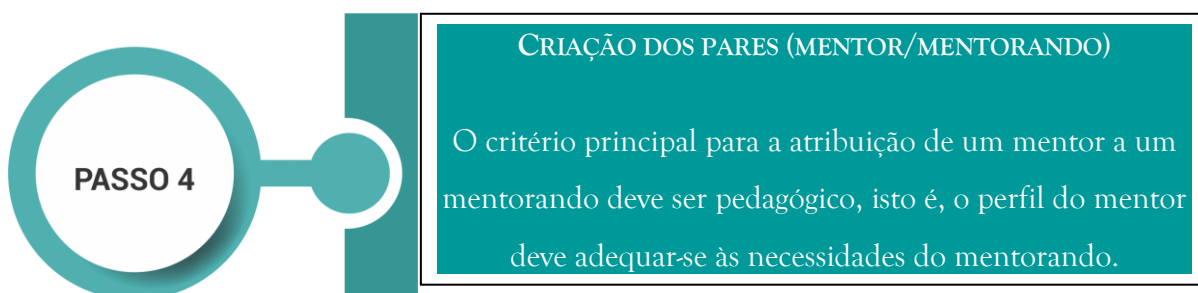 PASSO 4
CRIAÇÃO DOS PARES (MENTOR/MENTORANDO)
O critério principal para a atribuição de um mentor a um
mentorando deve ser pedagógico, isto é, o perfil do mentor
deve adequar-se às necessidades do mentorando.